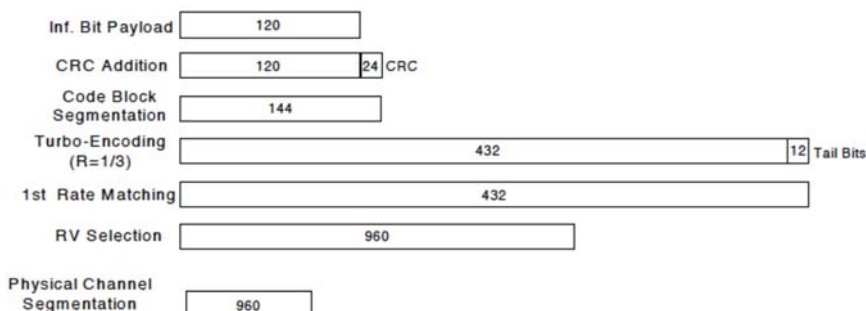 Inf. Bit Payload 120
CRC Addition 120 24 CRC
Code Block
Segmentation 144
Turbo-Encoding
(R=1/3) 432 12 Tail Bits
1st Rate Matching 432
RV Selection 960
Physical Channel
Segmentation 960